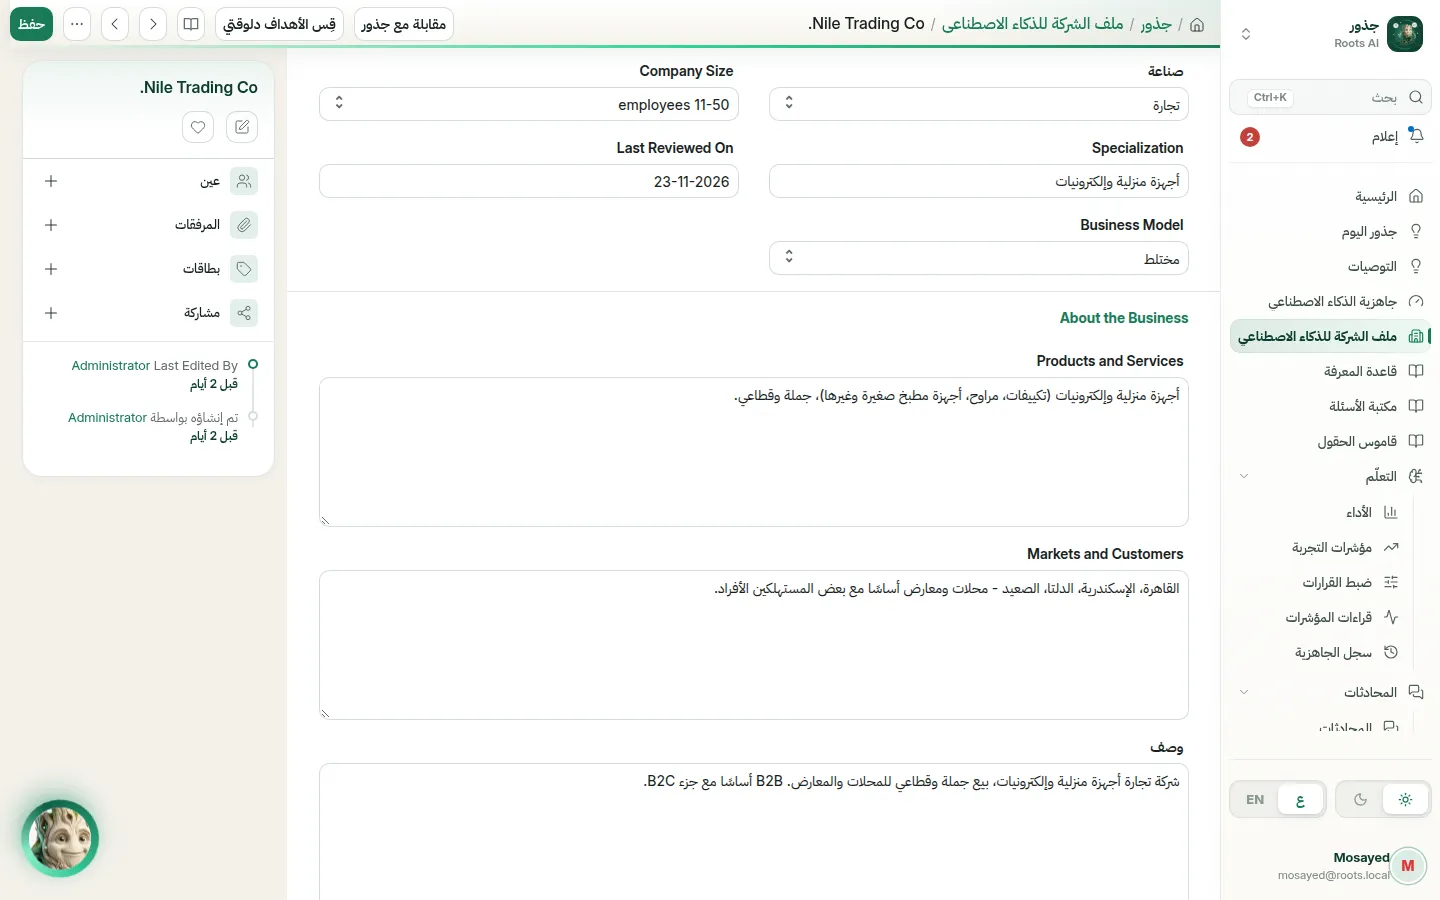 جذور
Roots AI
بحث
Ctrl+K
إعلام
2
الرئيسية
جذور اليوم
التوصيات
جاهزية الذكاء الاصطناعي
ملف الشركة للذكاء الاصطناعي
قاعدة المعرفة
مكتبة الأسئلة
قاموس الحقول
التعلّم
الأداء
مؤشرات التجربة
ضبط القرارات
قراءات المؤشرات
سجل الجاهزية
المحادثات
المحادثات
ع
EN
Mosayed
mosayed@roots.local
M
جذور / ملف الشركة للذكاء الاصطناعي / Nile Trading Co.
مقابلة مع جذور
قِس الأهداف دلوقتي
حفظ
صناعة
تجارة
Company Size
11-50 employees
Specialization
أجهزة منزلية وإلكترونيات
Last Reviewed On
23-11-2026
Business Model
مختلط
About the Business
Products and Services
أجهزة منزلية وإلكترونيات (تكييفات، مراوح، أجهزة مطبخ صغيرة وغيرها)، جملة وقطاعي.
Markets and Customers
القاهرة، الإسكندرية، الدلتا، الصعيد - محلات ومعارض أساسًا مع بعض المستهلكين الأفراد.
وصف
شركة تجارة أجهزة منزلية وإلكترونيات، بيع جملة وقطاعي للمحلات والمعارض. B2B أساسًا مع جزء B2C.
Nile Trading Co.
عين
المرفقات
بطاقات
مشاركة
Last Edited By Administrator
قبل 2 أيام
تم إنشاؤه بواسطة Administrator
قبل 2 أيام